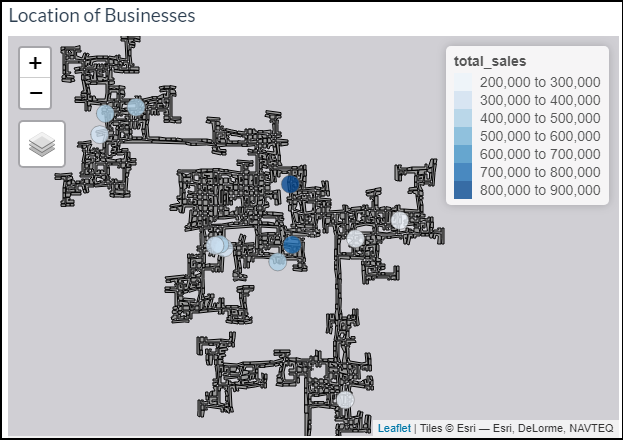 Location of Businesses
+
−
total_sales
200,000 to 300,000
300,000 to 400,000
400,000 to 500,000
500,000 to 600,000
600,000 to 700,000
700,000 to 800,000
800,000 to 900,000
Leaflet | Tiles © Esri — Esri, DeLorme, NAVTEQ